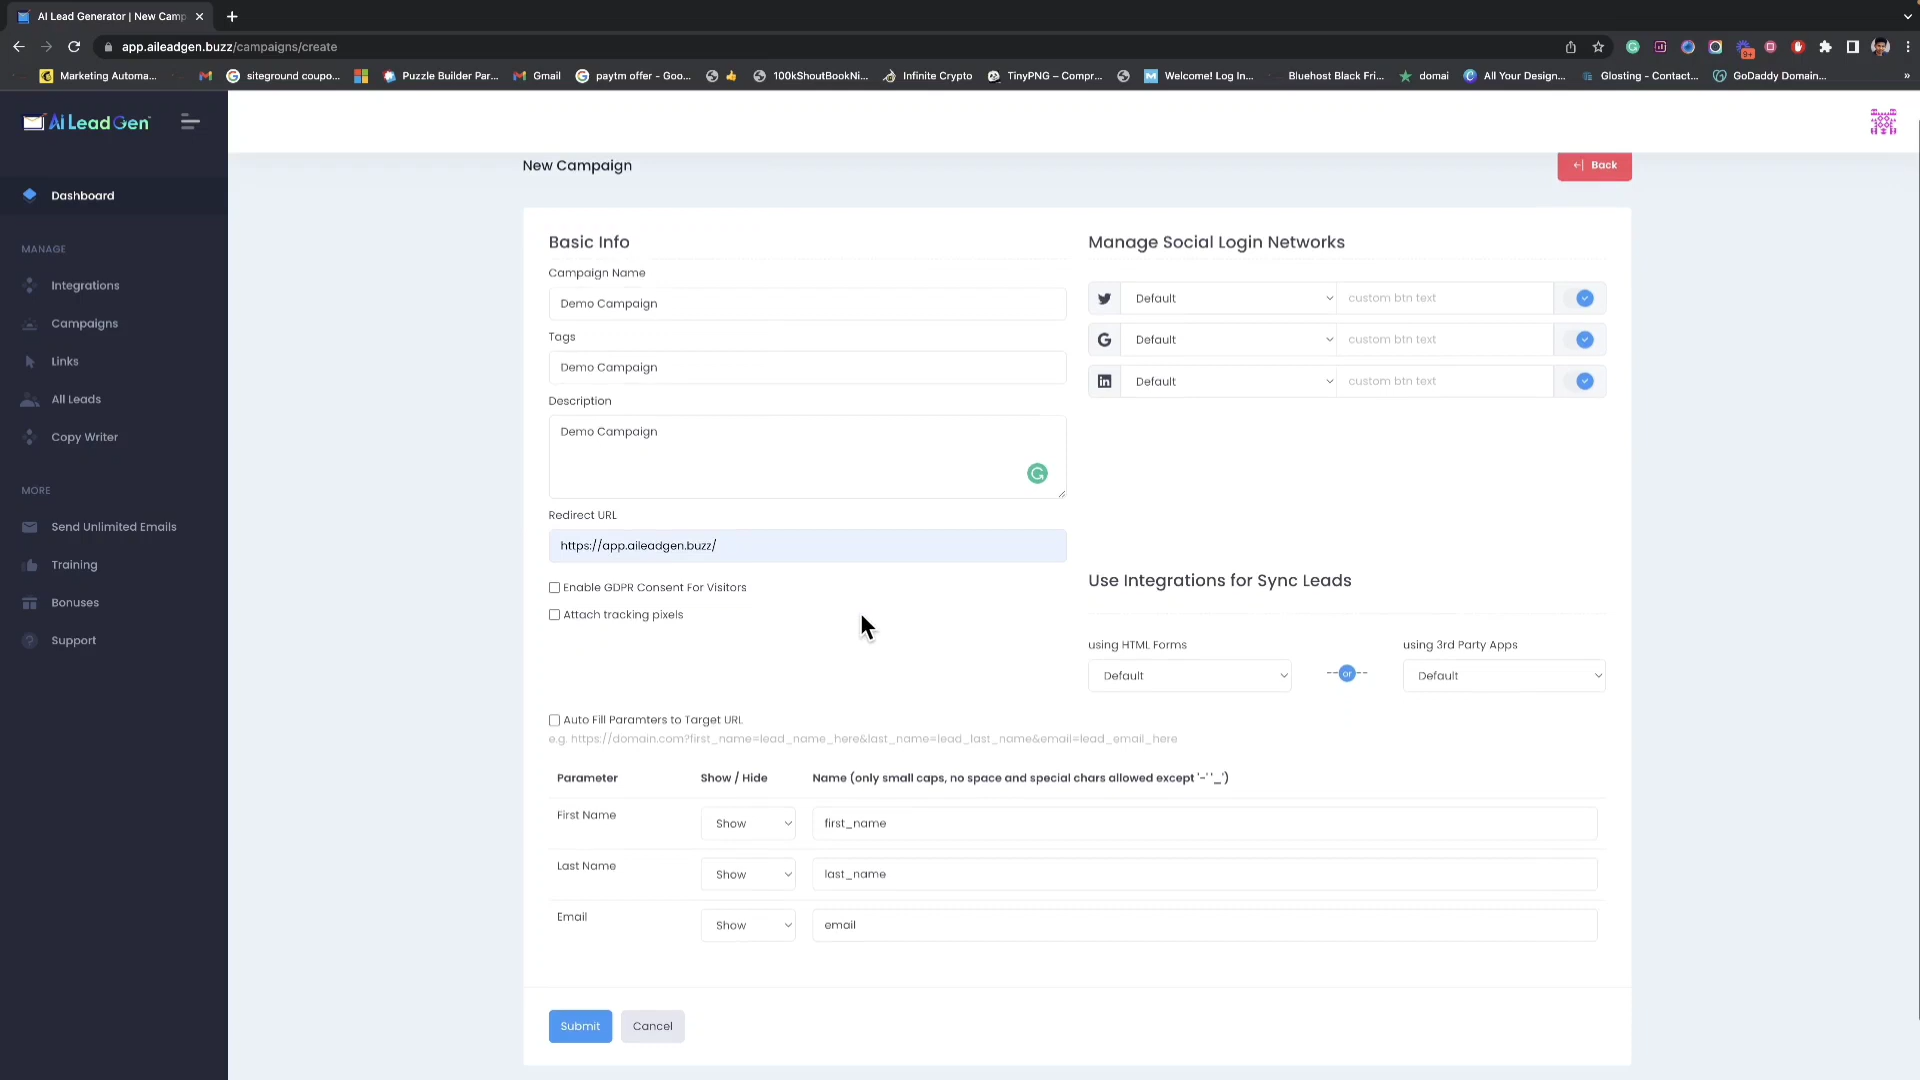 AI Lead Generator | New Camp
app.aileadgen.buzz/campaigns/create
9+
Marketing Automa...
siteground coupo...
Puzzle Builder Par...
Gmail
paytm offer - Goo...
100kShoutBookNi...
Infinite Crypto
TinyPNG – Compr...
Welcome! Log In...
Bluehost Black Fri...
domai
All Your Design...
Glosting - Contact...
GoDaddy Domain...
»
Ai Lead Gen
Dashboard
MANAGE
Integrations
Campaigns
Links
All Leads
Copy Writer
MORE
Send Unlimited Emails
Training
Bonuses
Support
New Campaign
Back
Basic Info
Campaign Name
Demo Campaign
Tags
Demo Campaign
Description
Demo Campaign
Redirect URL
https://app.aileadgen.buzz/
Enable GDPR Consent For Visitors
Attach tracking pixels
Manage Social Login Networks
Default custom btn text
Default custom btn text
Default custom btn text
Use Integrations for Sync Leads
using HTML Forms
Default
or
using 3rd Party Apps
Default
Auto Fill Paramters to Target URL
e.g. https://domain.com?first_name=lead_name_here&last_name=lead_last_name&email=lead_email_here
Parameter Show / Hide Name (only small caps, no space and special chars allowed except '-' '_')
First Name Show first_name
Last Name Show last_name
Email Show email
Submit Cancel